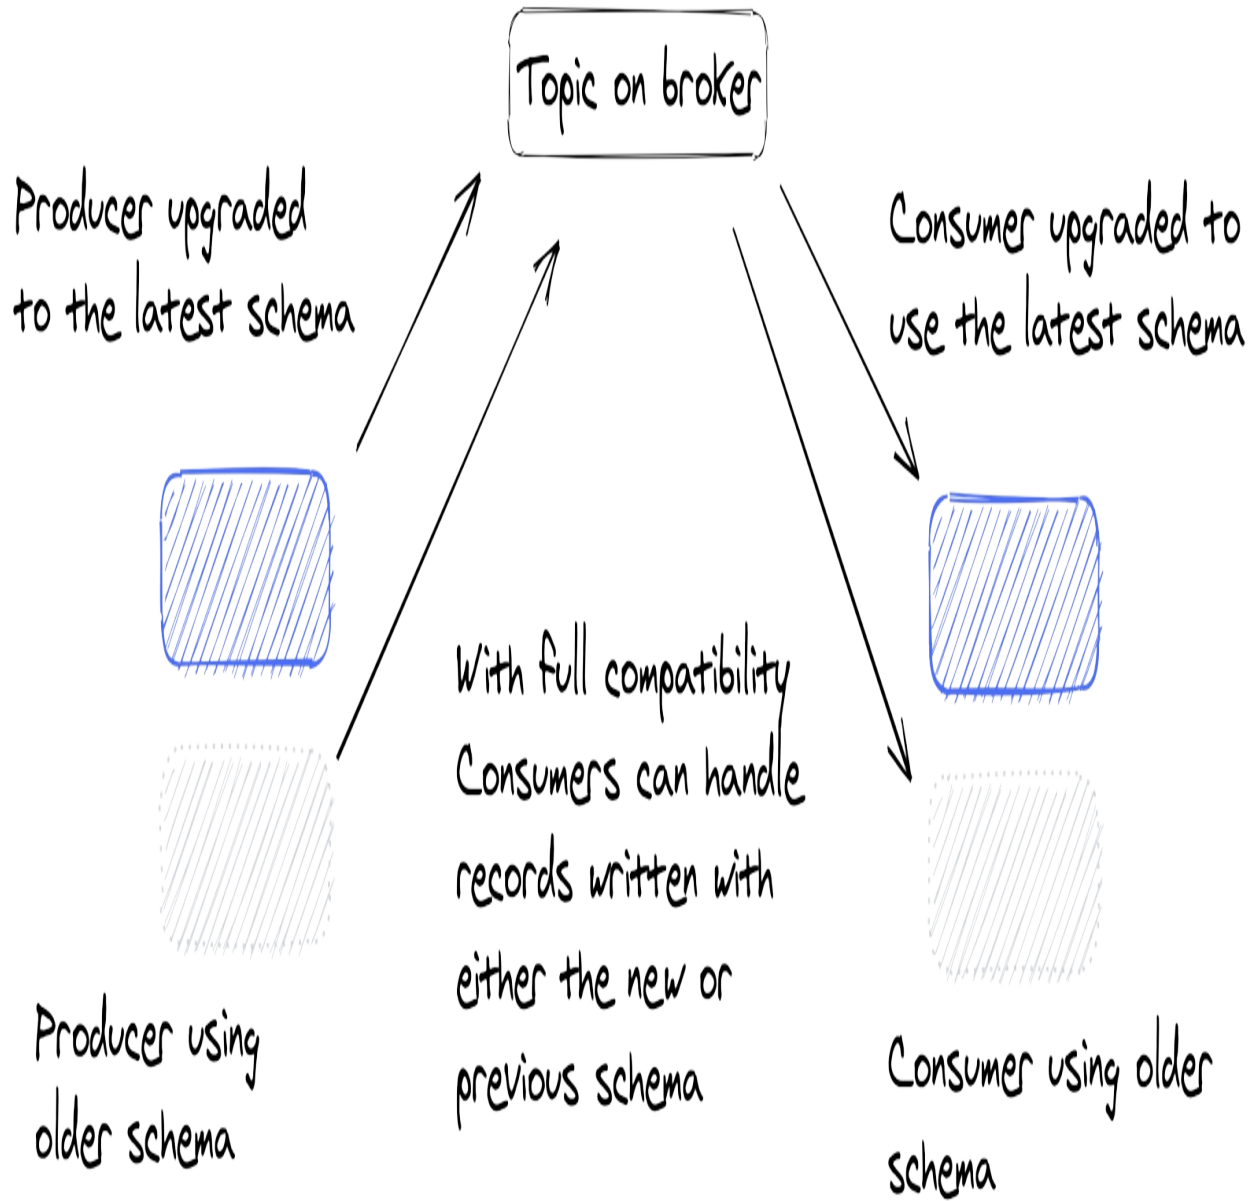 Topic on broker
Producer upgraded
to the latest schema
Consumer upgraded to
use the latest schema
With full compatibility
Consumers can handle
records written with
either the new or
previous schema
Producer using
older schema
Consumer using older
schema